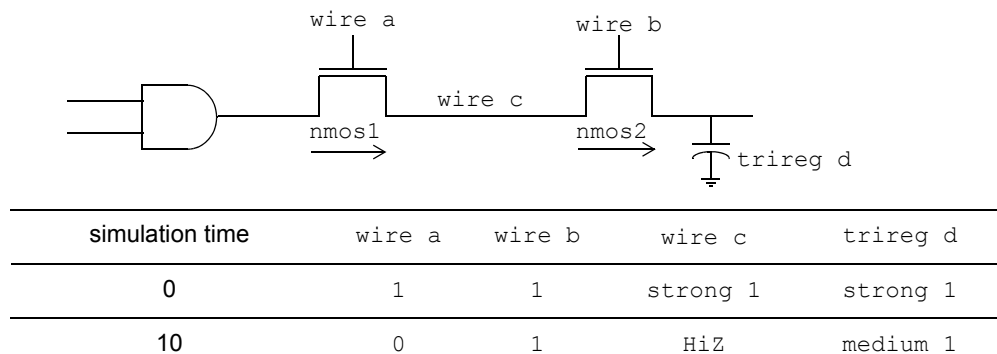 wire a
wire b
wire c
nmos1
nmos2
trireg d
simulation time wire a wire b wire c trireg d
0 1 1 strong 1 strong 1
10 0 1 HiZ medium 1